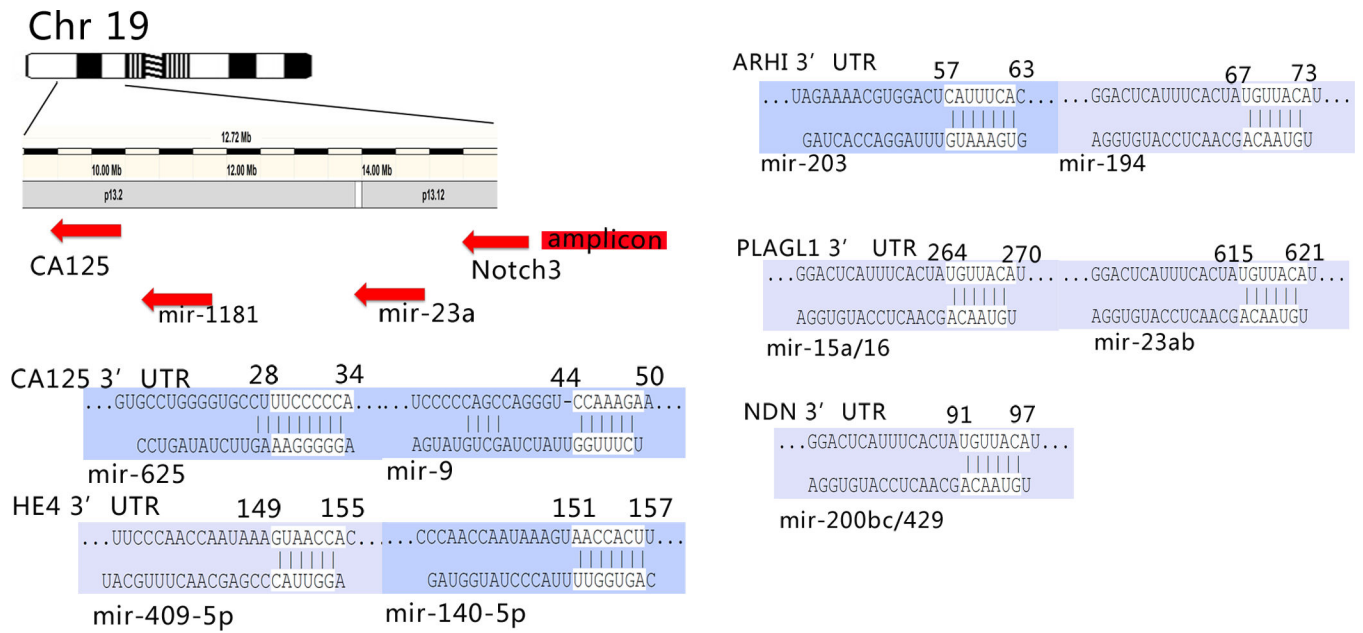 Chr 19
12.72 Mb
10.00 Mb 12.00 Mb 14.00 Mb
p13.2 p13.12
CA125
mir-1181
mir-23a
Notch3
amplicon
CA125 3’ UTR 28 34 44 50
...GUGCCUGGGGUGCCUUUCCCCCA...
CCUGAUAUCUUGAAAGGGGGA
mir-625
...UCCCCCAGCCAGGGU-CCAAAGAA...
AGUAUGUCGAUCUAUUGGUUUCU
mir-9
HE4 3’ UTR 149 155 151 157
...UUCCCAACCAAUAAAGUAACCAC...
UACGUUUCAACGAGCCCAUUGGA
mir-409-5p
...CCCAACCAAUAAAGUAACCACUU...
GAUGGUAUCCCAUUUUGGUGAC
mir-140-5p
ARHI 3’ UTR 57 63 67 73
...UAGAAAACGUGGACUCAUUUCAC...
GAUCACCAGGAUUUGUAAAGUG
mir-203
...GGACUCAUUUCACUAUGUUACAU...
AGGUGUACCUCAACGACAAUGU
mir-194
PLAGL1 3’ UTR 264 270 615 621
...GGACUCAUUUCACUAUGUUACAU...
AGGUGUACCUCAACGACAAUGU
mir-15a/16
...GGACUCAUUUCACUAUGUUACAU...
AGGUGUACCUCAACGACAAUGU
mir-23ab
NDN 3’ UTR 91 97
...GGACUCAUUUCACUAUGUUACAU...
AGGUGUACCUCAACGACAAUGU
mir-200bc/429